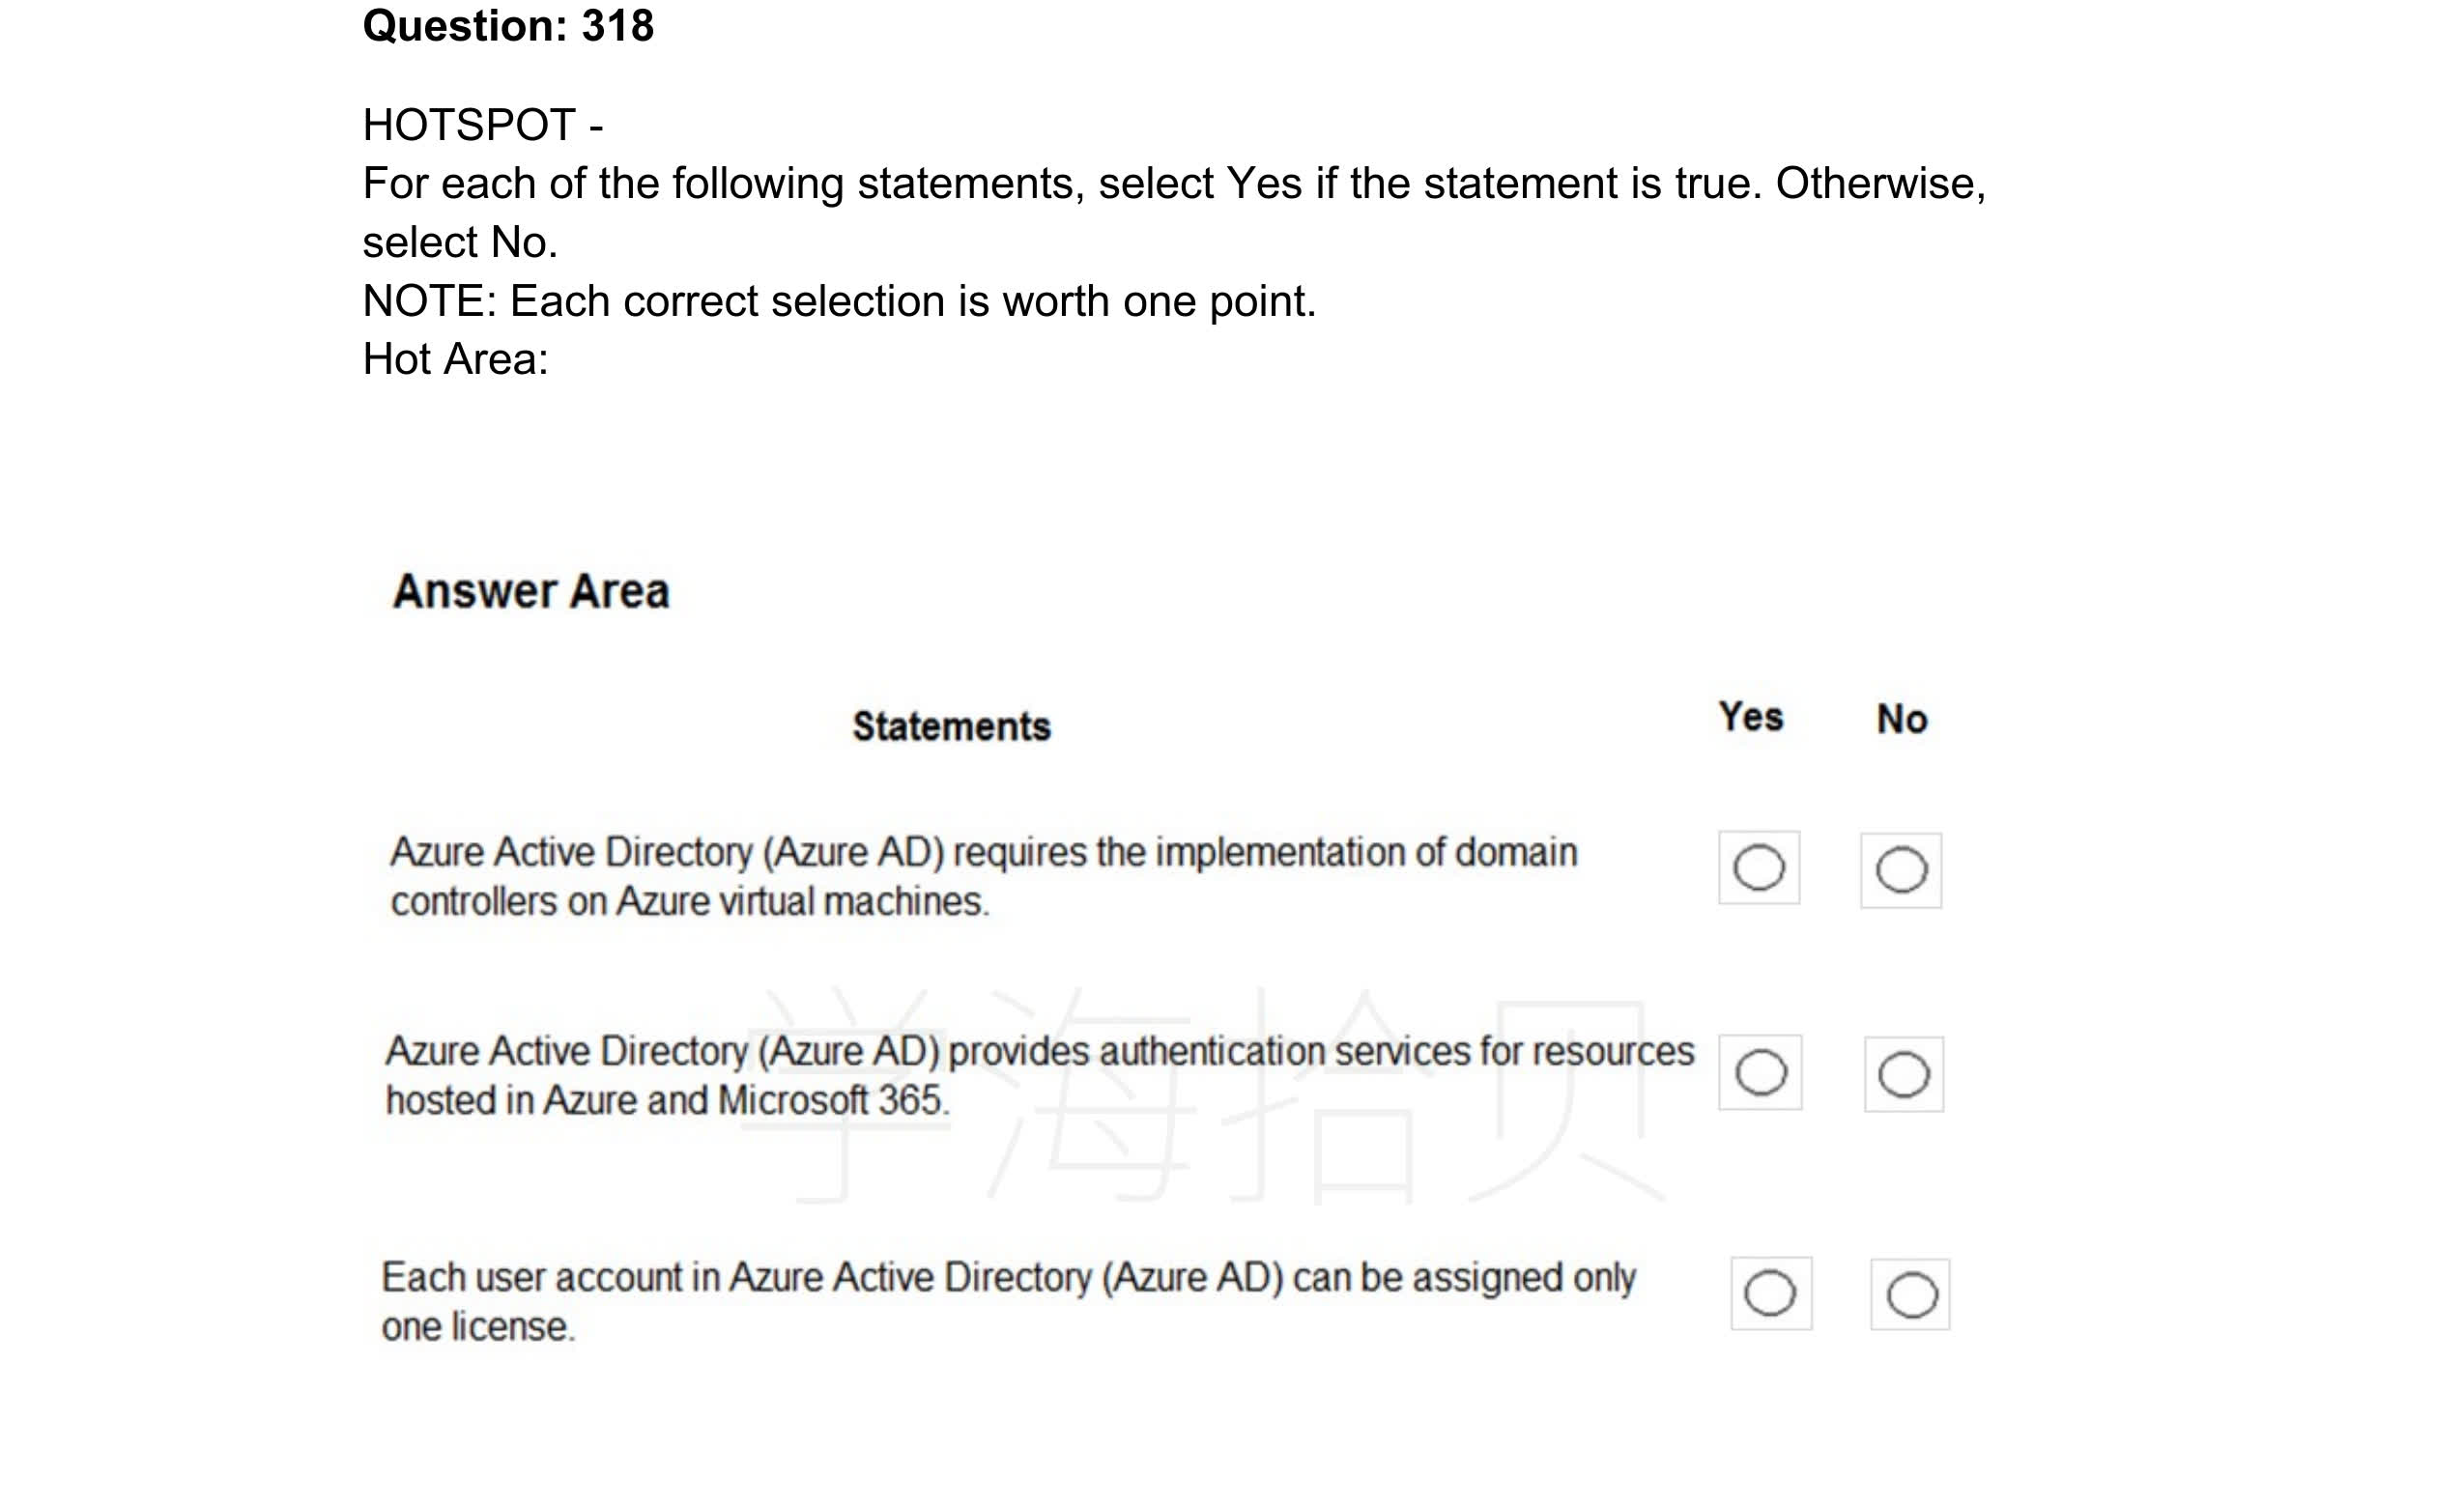 Question: 318
HOTSPOT -
For each of the following statements, select Yes if the statement is true. Otherwise,
select No.
NOTE: Each correct selection is worth one point.
Hot Area:
Answer Area
Statements Yes No
Azure Active Directory (Azure AD) requires the implementation of domain
controllers on Azure virtual machines.
Azure Active Directory (Azure AD) provides authentication services for resources
hosted in Azure and Microsoft 365.
学海拾贝
Each user account in Azure Active Directory (Azure AD) can be assigned only
one license.